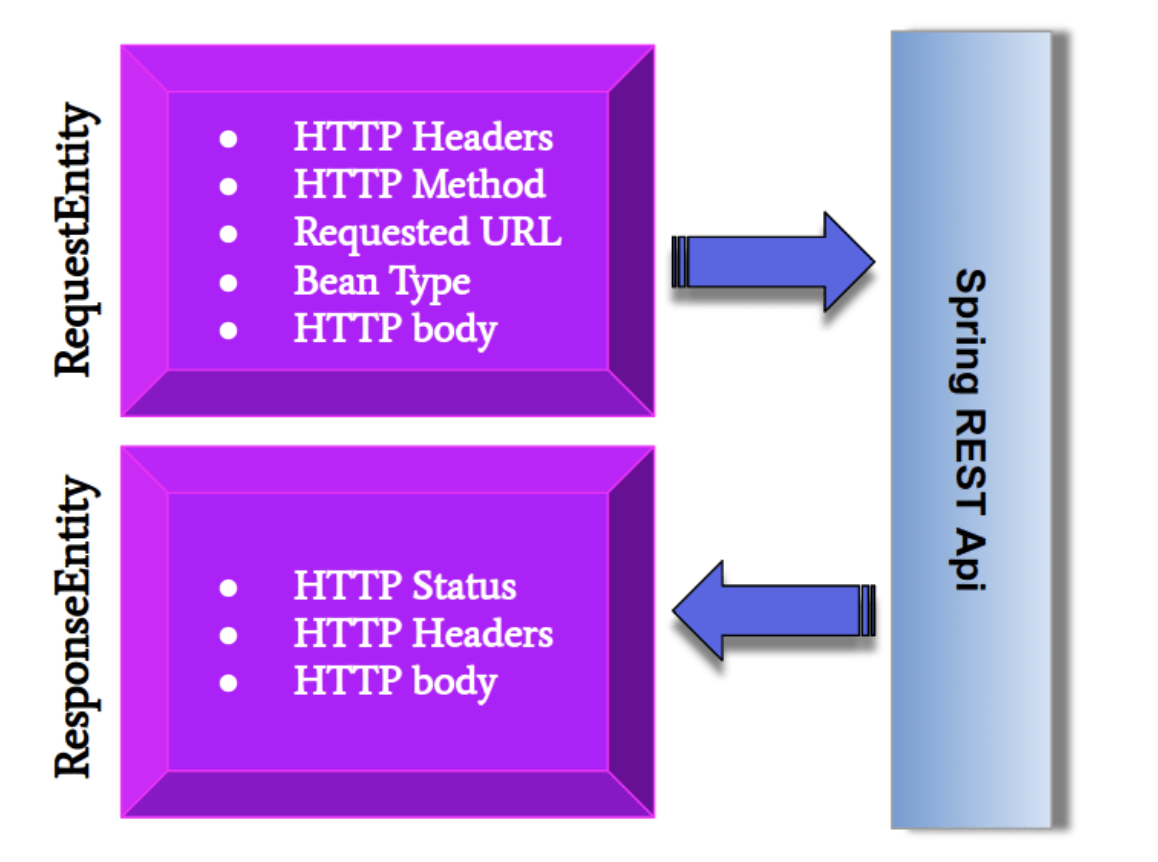 RequestEntity
● HTTP Headers
● HTTP Method
● Requested URL
● Bean Type
● HTTP body
ResponseEntity
● HTTP Status
● HTTP Headers
● HTTP body
Spring REST Api